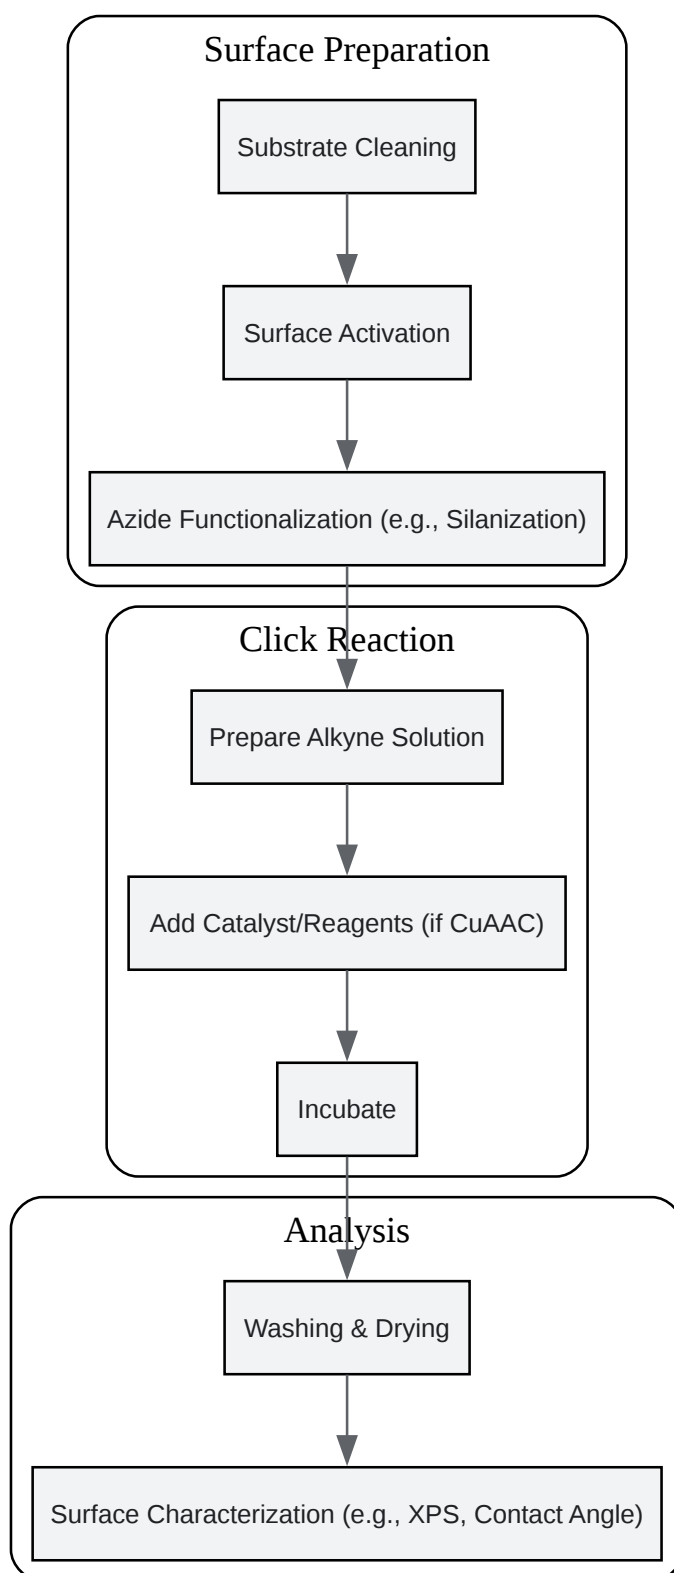 Surface Preparation
Substrate Cleaning
Surface Activation
Azide Functionalization (e.g., Silanization)
Click Reaction
Prepare Alkyne Solution
Add Catalyst/Reagents (if CuAAC)
Incubate
Analysis
Washing & Drying
Surface Characterization (e.g., XPS, Contact Angle)